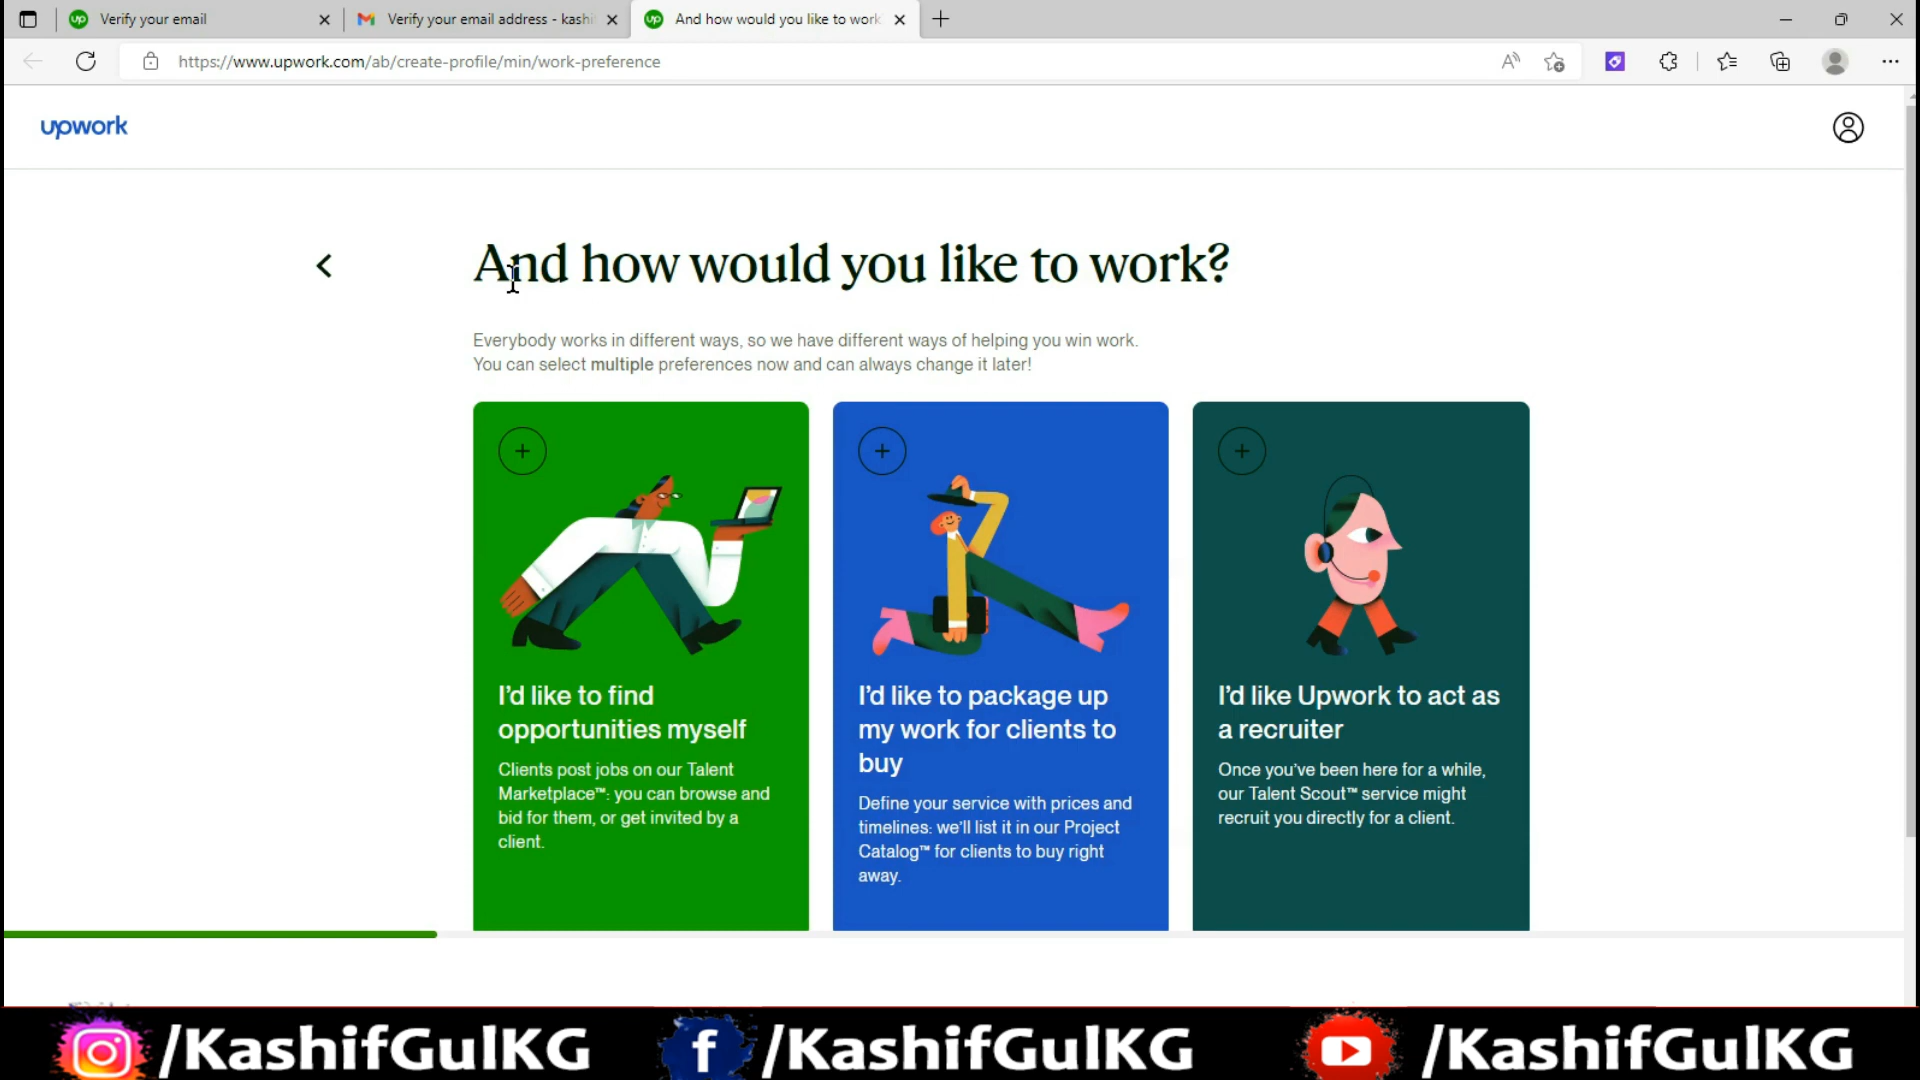 Verify your email
Verify your email address - kashi
And how would you like to work
https://www.upwork.com/ab/create-profile/min/work-preference
upwork
And how would you like to work?
Everybody works in different ways, so we have different ways of helping you win work.
You can select multiple preferences now and can always change it later!
I'd like to find
opportunities myself
Clients post jobs on our Talent
Marketplace™: you can browse and
bid for them, or get invited by a
client.
I'd like to package up
my work for clients to
buy
Define your service with prices and
timelines: we'll list it in our Project
Catalog™ for clients to buy right
away.
I'd like Upwork to act as
a recruiter
Once you've been here for a while,
our Talent Scout™ service might
recruit you directly for a client.
/KashifGulKG
/KashifGulKG
/KashifGulKG